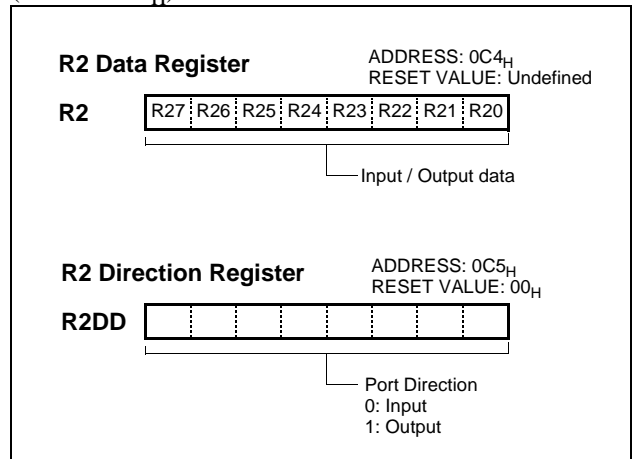 R2 Data Register
ADDRESS: 0C4H
RESET VALUE: Undefined
R2
R27 R26 R25 R24 R23 R22 R21 R20
Input / Output data
R2 Direction Register
ADDRESS: 0C5H
RESET VALUE: 00H
R2DD
Port Direction
0: Input
1: Output